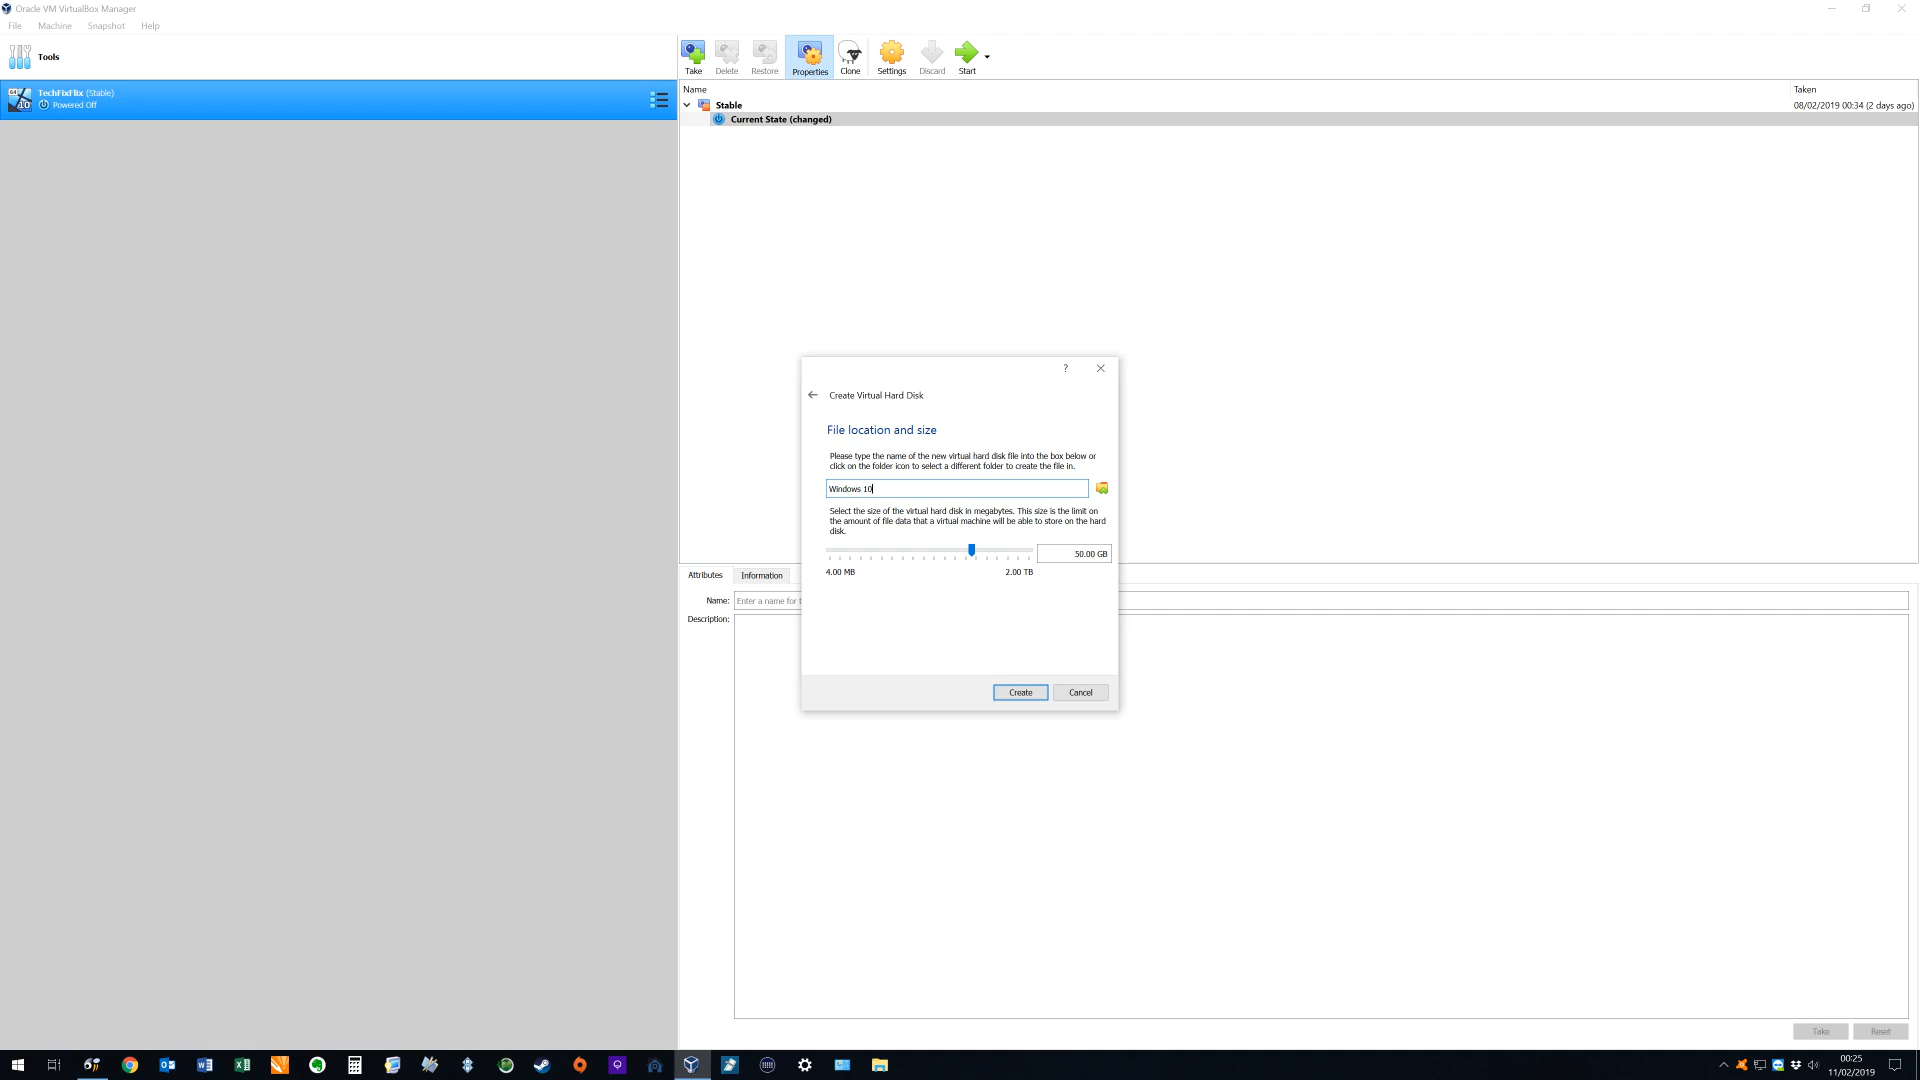 Oracle VM VirtualBox Manager
File Machine Snapshot Help
Tools
Take Delete Restore Properties Clone Settings Discard Start
64
10
TechFixFlix (Stable)
Powered Off
Name Taken
Stable 08/02/2019 00:34 (2 days ago)
Current State (changed)
?
Create Virtual Hard Disk
File location and size
Please type the name of the new virtual hard disk file into the box below or
click on the folder icon to select a different folder to create the file in.
Windows 10
Select the size of the virtual hard disk in megabytes. This size is the limit on
the amount of file data that a virtual machine will be able to store on the hard
disk.
50.00 GB
4.00 MB 2.00 TB
Create Cancel
Attributes Information
Name: Enter a name for t
Description:
Take Reset
00:25
11/02/2019